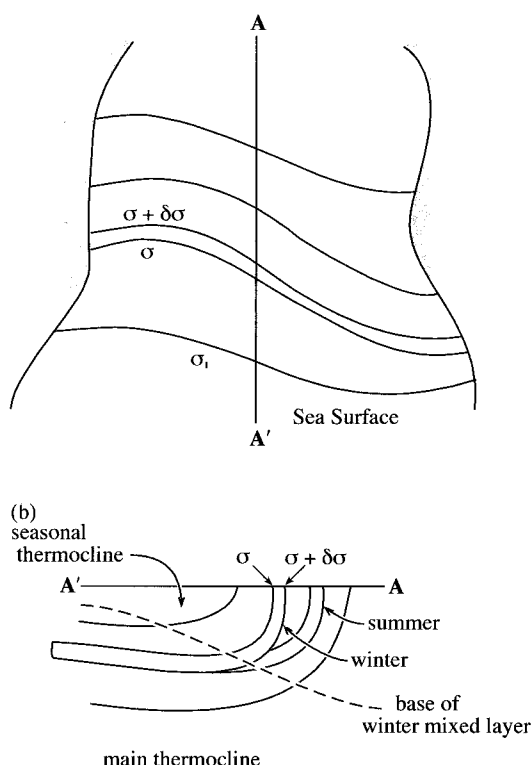 A
σ + δσ
σ
σ₁
Sea Surface
A′
(b)
seasonal
thermocline
σ
σ + δσ
A′
A
summer
winter
base of
winter mixed layer
main thermocline